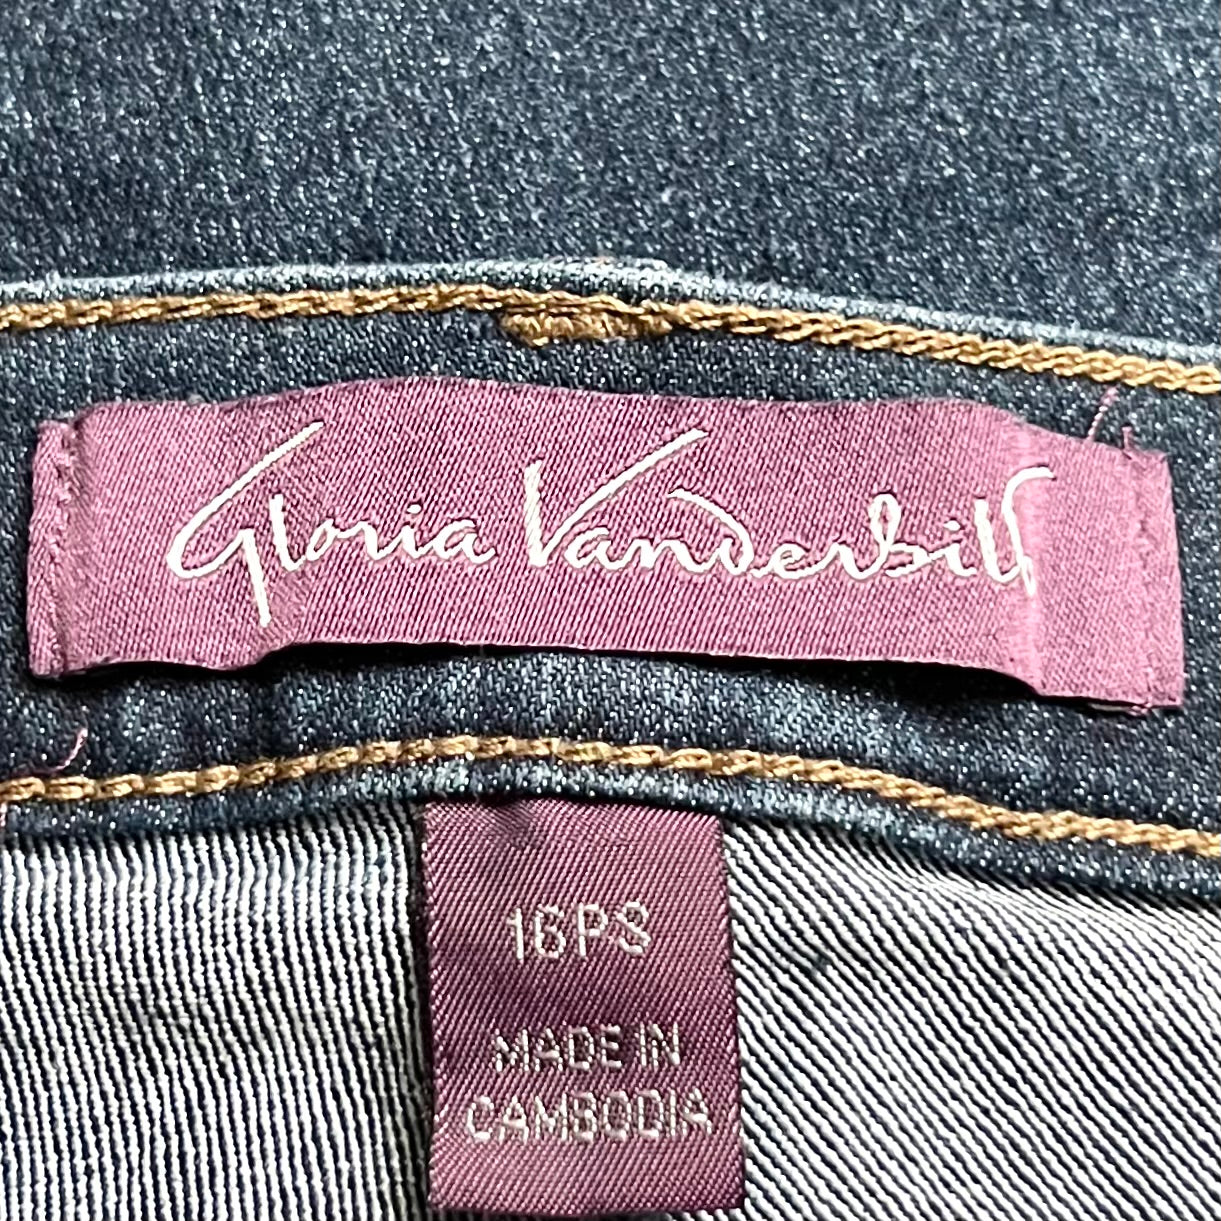 Gloria Vanderbilt
16PS
MADE IN
CAMBODIA